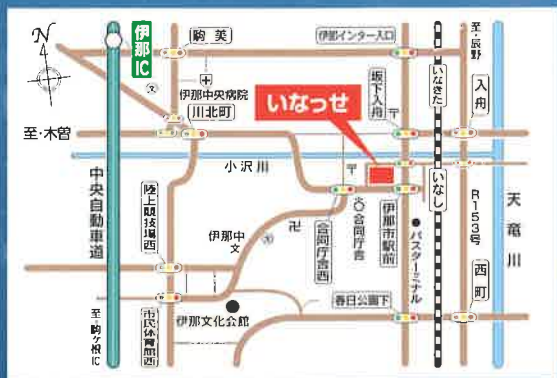 N
伊那IC
駒美
伊那インター入口
至・辰野
伊那中央病院
川北町
いなっせ
坂下入舟
いなきた
入舟
至・木曽
小沢川
中央自動車道
陸上競技場西
伊那中
文
合同庁舎西
合同庁舎
伊那市駅前
バスターミナル
いなし
R153号
天竜川
西町
至・駒ヶ根IC
市民体育館西
伊那文化会館
春日公園下